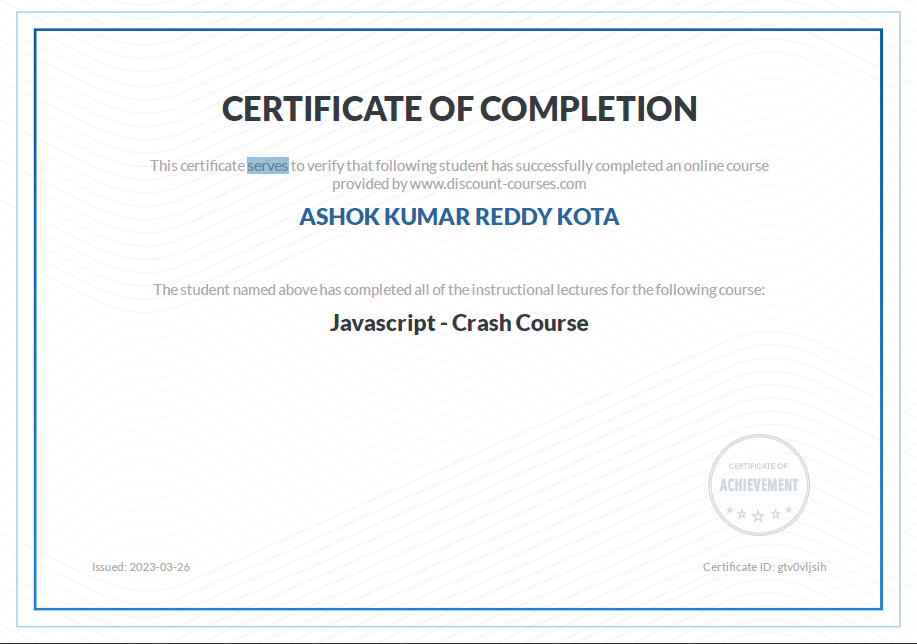 CERTIFICATE OF COMPLETION
This certificate serves to verify that following student has successfully completed an online course
provided by www.discount-courses.com
ASHOK KUMAR REDDY KOTA
The student named above has completed all of the instructional lectures for the following course:
Javascript - Crash Course
CERTIFICATE OF
ACHIEVEMENT
Issued: 2023-03-26
Certificate ID: gtv0vljsih